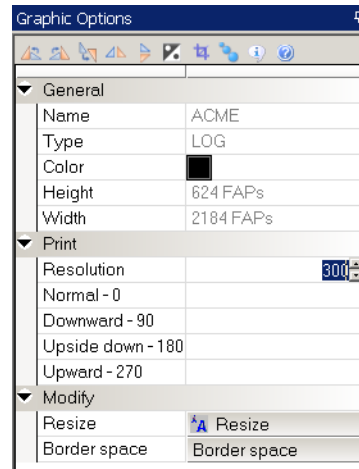 Graphic Options
General
Name ACME
Type LOG
Color
Height 624 FAPs
Width 2184 FAPs
Print
Resolution 300
Normal - 0
Downward - 90
Upside down - 180
Upward - 270
Modify
Resize A Resize
Border space Border space